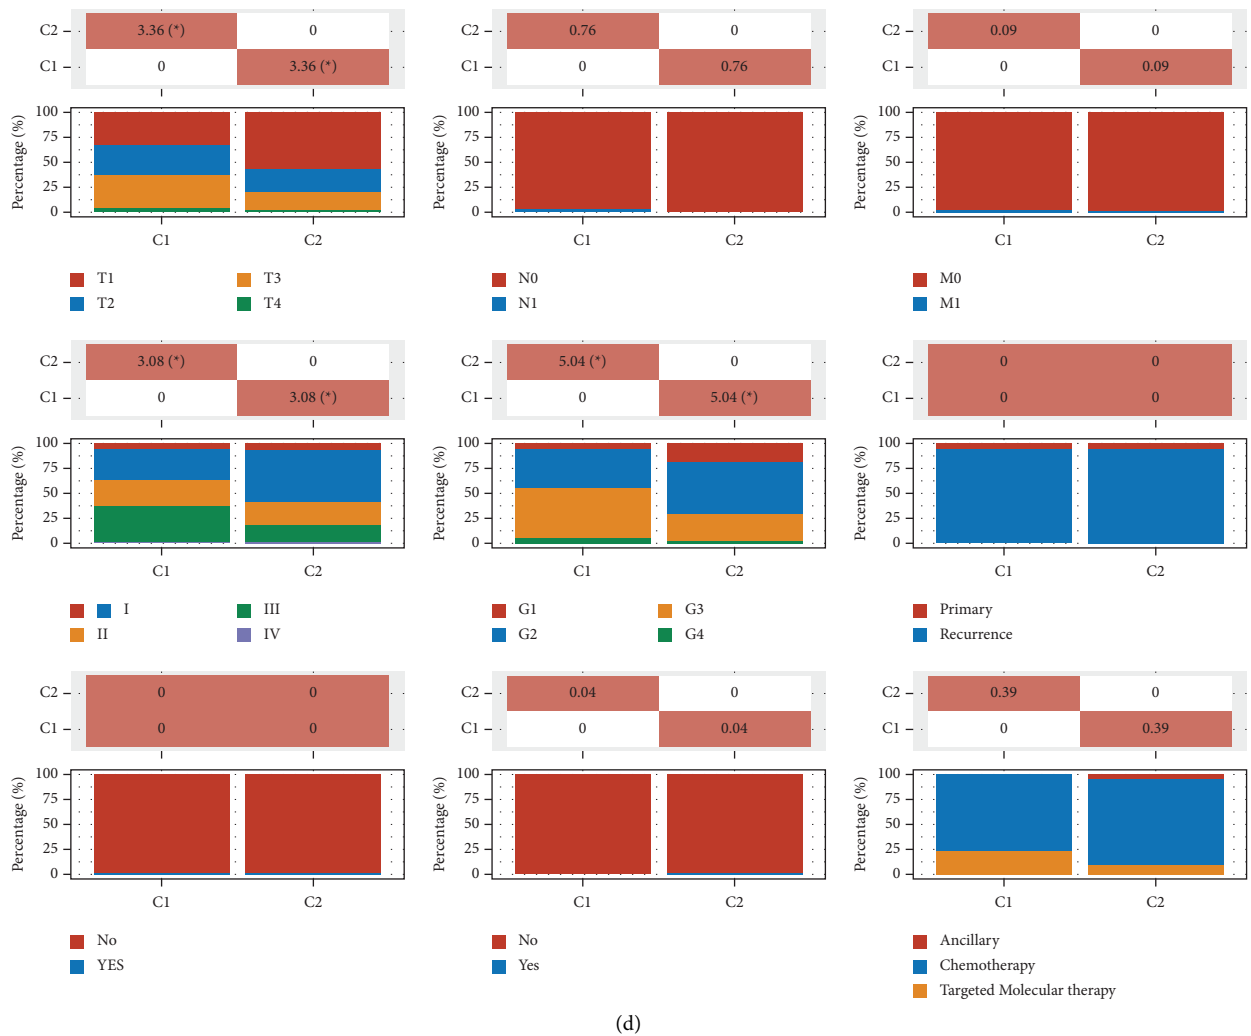 C2 3.36 (*) 0
C1 0 3.36 (*)
Percentage (%)
100
75
50
25
0
C1 C2
T1 T3
T2 T4
C2 0.76 0
C1 0 0.76
Percentage (%)
100
75
50
25
0
C1 C2
N0
N1
C2 0.09 0
C1 0 0.09
Percentage (%)
100
75
50
25
0
C1 C2
M0
M1
C2 3.08 (*) 0
C1 0 3.08 (*)
Percentage (%)
100
75
50
25
0
C1 C2
I III
II IV
C2 5.04 (*) 0
C1 0 5.04 (*)
Percentage (%)
100
75
50
25
0
C1 C2
G1 G3
G2 G4
C2 0 0
C1 0 0
Percentage (%)
100
75
50
25
0
C1 C2
Primary
Recurrence
C2 0 0
C1 0 0
Percentage (%)
100
75
50
25
0
C1 C2
No
YES
C2 0.04 0
C1 0 0.04
Percentage (%)
100
75
50
25
0
C1 C2
No
Yes
C2 0.39 0
C1 0 0.39
Percentage (%)
100
75
50
25
0
C1 C2
Ancillary
Chemotherapy
Targeted Molecular therapy
(d)